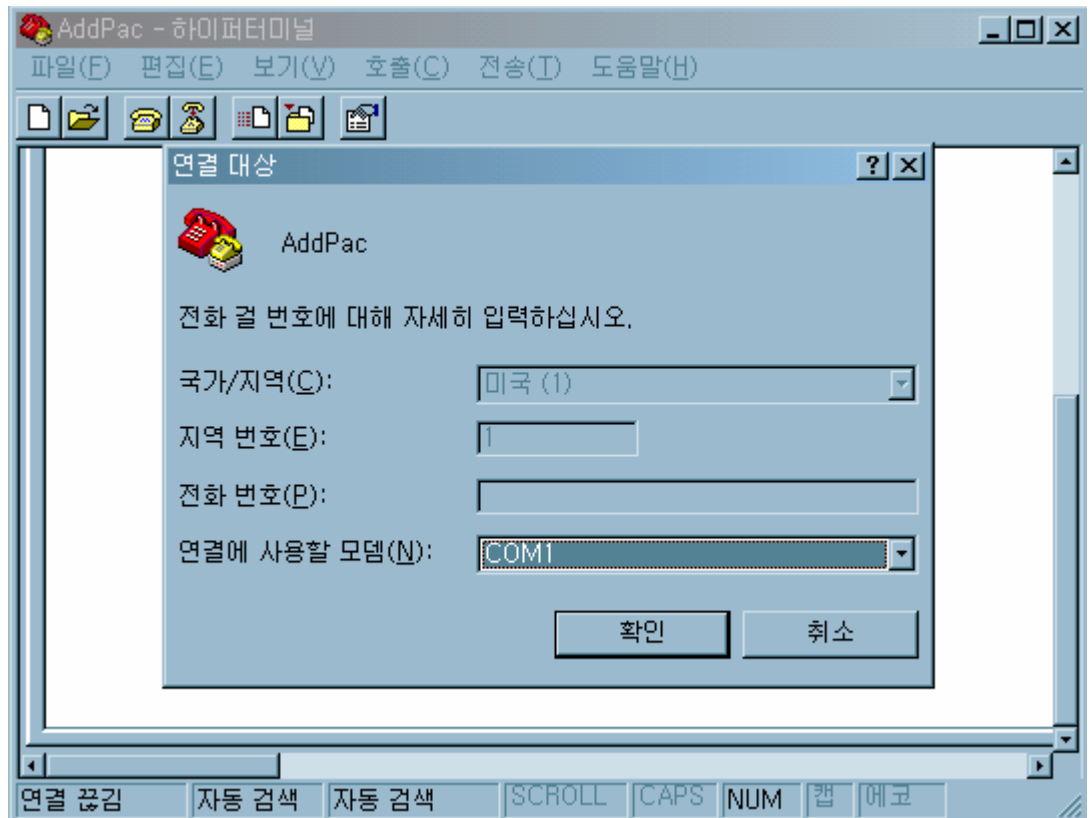 AddPac - 하이퍼터미널
파일(F) 편집(E) 보기(V) 호출(C) 전송(T) 도움말(H)
연결 대상
AddPac
전화 걸 번호에 대해 자세히 입력하십시오.
국가/지역(C): 미국 (1)
지역 번호(E): 1
전화 번호(P):
연결에 사용할 모뎀(N): COM1
확인 취소
연결 끊김 자동 검색 자동 검색 SCROLL CAPS NUM 캡 에코